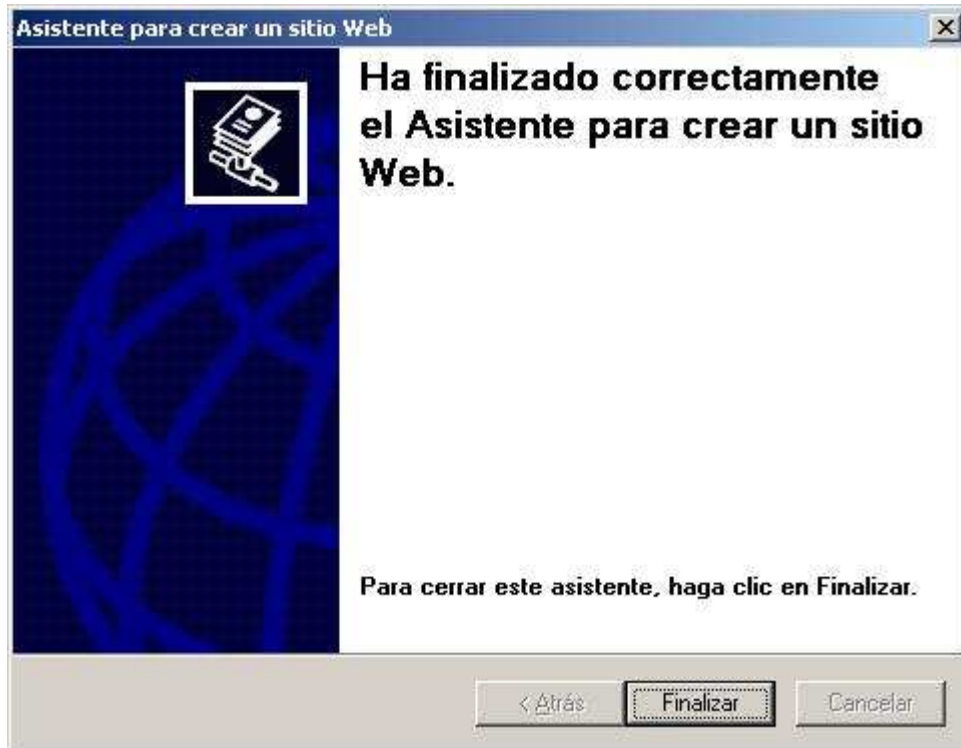 Asistente para crear un sitio Web
Ha finalizado correctamente
el Asistente para crear un sitio
Web.
Para cerrar este asistente, haga clic en Finalizar.
< Atrás
Finalizar
Cancelar